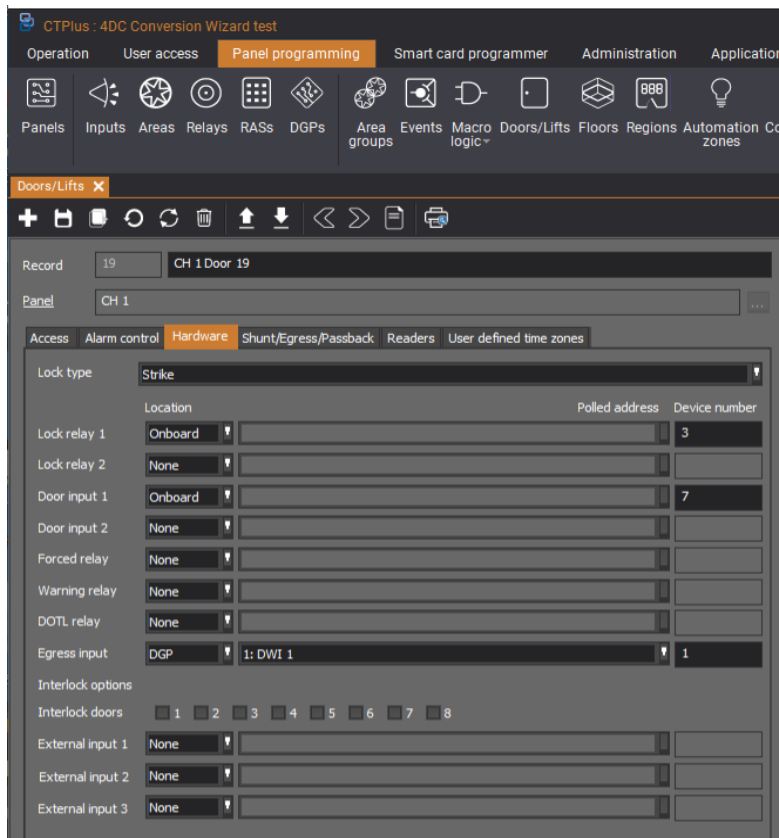 CTPlus : 4DC Conversion Wizard test
Operation User access Panel programming Smart card programmer Administration Application
888
Panels Inputs Areas Relays RASs DGPs Area groups Events Macro logic Doors/Lifts Floors Regions Automation zones Co
Doors/Lifts
Record 19 CH 1 Door 19
Panel CH 1 ...
Access Alarm control Hardware Shunt/Egress/Passback Readers User defined time zones
Lock type Strike
Location Polled address Device number
Lock relay 1 Onboard 3
Lock relay 2 None
Door input 1 Onboard 7
Door input 2 None
Forced relay None
Warning relay None
DOTL relay None
Egress input DGP 1: DWI 1 1
Interlock options
Interlock doors 1 2 3 4 5 6 7 8
External input 1 None
External input 2 None
External input 3 None